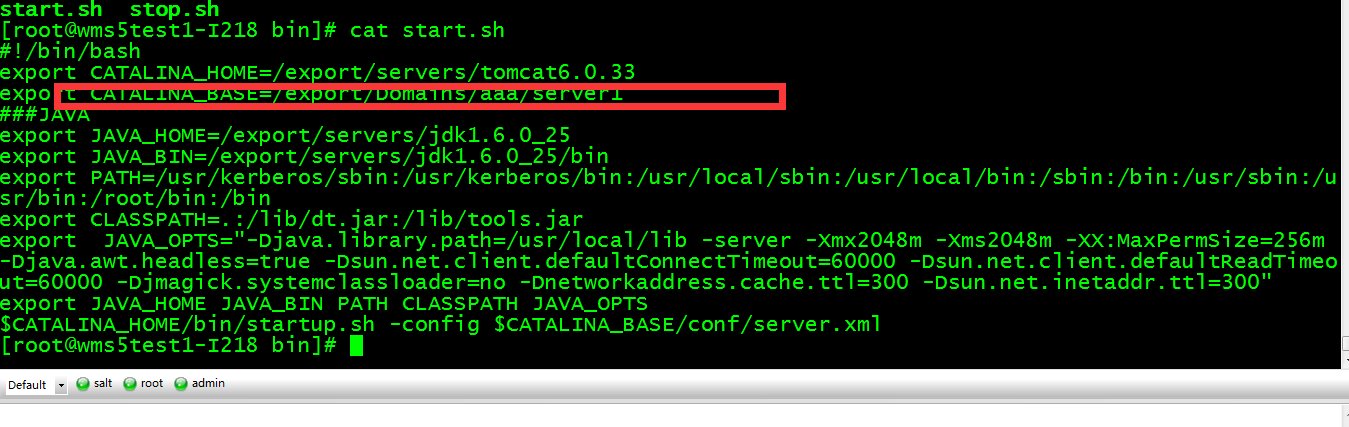 start.sh  stop.sh
[root@wms5test1-I218 bin]# cat start.sh
#!/bin/bash
export CATALINA_HOME=/export/servers/tomcat6.0.33
export CATALINA_BASE=/export/Domains/aaa/server1
###JAVA
export JAVA_HOME=/export/servers/jdk1.6.0_25
export JAVA_BIN=/export/servers/jdk1.6.0_25/bin
export PATH=/usr/kerberos/sbin:/usr/kerberos/bin:/usr/local/sbin:/usr/local/bin:/sbin:/bin:/usr/sbin:/u
sr/bin:/root/bin:/bin
export CLASSPATH=.:/lib/dt.jar:/lib/tools.jar
export  JAVA_OPTS="-Djava.library.path=/usr/local/lib -server -Xmx2048m -Xms2048m -XX:MaxPermSize=256m
-Djava.awt.headless=true -Dsun.net.client.defaultConnectTimeout=60000 -Dsun.net.client.defaultReadTimeo
ut=60000 -Djmagick.systemclassloader=no -Dnetworkaddress.cache.ttl=300 -Dsun.net.inetaddr.ttl=300"
export JAVA_HOME JAVA_BIN PATH CLASSPATH JAVA_OPTS
$CATALINA_HOME/bin/startup.sh -config $CATALINA_BASE/conf/server.xml
[root@wms5test1-I218 bin]#
Default salt root admin